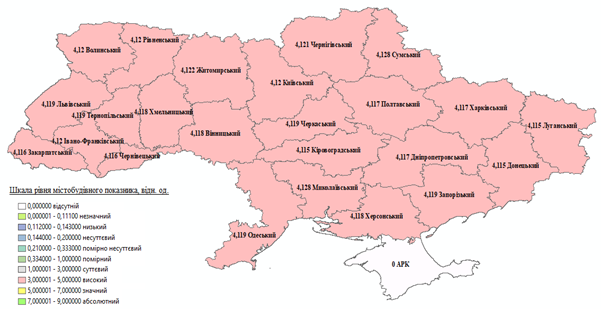 4,121 Чернігівський
4,12 Рівненський
4,12 Волинський
4,128 Сумський
4,122 Житомирський
4,12 Київський
4,119 Львівський
4,117 Полтавський
4,117 Харківський
4,118 Хмельницький
4,119 Тернопільський
4,119 Черкаський
4,115 Луганський
4,118 Вінницький
4,12 Івано-Франківський
4,115 Кіровоградський
4,116 Закарпатський
4,116 Чернівецький
4,117 Дніпропетровський
4,115 Донецький
4,128 Миколаївський
4,119 Запорізький
4,118 Херсонський
4,119 Одеський
0 АРК
Шкала рівня містобудівного показника, відн. од.
0,000000 відсутній
0,000001 - 0,11100 незначний
0,112000 - 0,143000 низький
0,144000 - 0,200000 несуттєвий
0,210000 - 0,333000 помірно несуттєвий
0,334000 - 1,000000 помірний
1,000001 - 3,000000 суттєвий
3,000001 - 5,000000 високий
5,000001 - 7,000000 значний
7,000001 - 9,000000 абсолютний